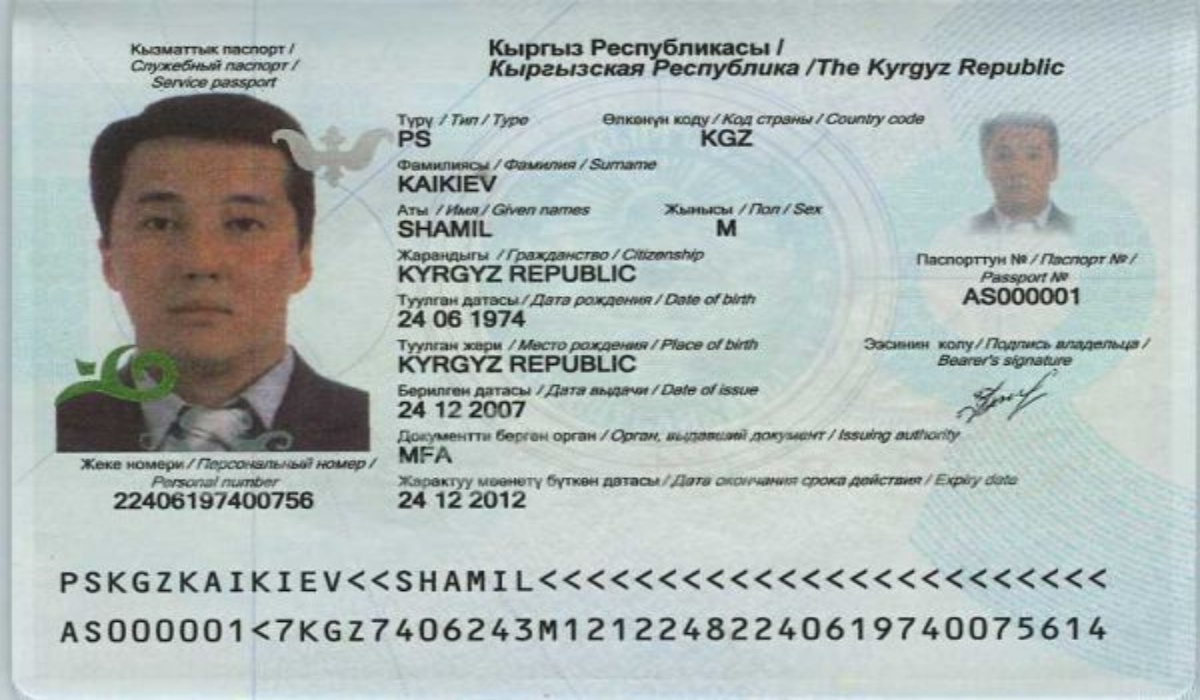 Кызматтык паспорт /
Служебный паспорт /
Service passport
Кыргыз Республикасы /
Кыргызская Республика /The Kyrgyz Republic
Түрү / Тип / Type
Өлкөнүн коду / Код страны / Country code
PS
KGZ
Фамилиясы / Фамилия / Surname
KAIKIEV
Аты / Имя / Given names
Жынысы / Пол / Sex
SHAMIL
M
Жарандыгы / Гражданство / Citizenship
KYRGYZ REPUBLIC
Туулган датасы / Дата рождения / Date of birth
24 06 1974
Туулган жери / Место рождения / Place of birth
KYRGYZ REPUBLIC
Берилген датасы / Дата выдачи / Date of issue
24 12 2007
Документти берген орган / Орган, выдавший документ / Issuing authority
MFA
Жарактуу мөөнөтү бүткөн датасы / Дата окончания срока действия / Expiry date
24 12 2012
Паспорттун № / Паспорт № /
Passport №
AS000001
Ээсинин колу / Подпись владельца /
Bearer's signature
Жеке номери / Персональный номер /
Personal number
22406197400756
PSKGZKAIKIEV<<SHAMIL<<<<<<<<<<<<<<<<<<<<<<<<
AS000001<7KGZ7406243M12122482240619740075614